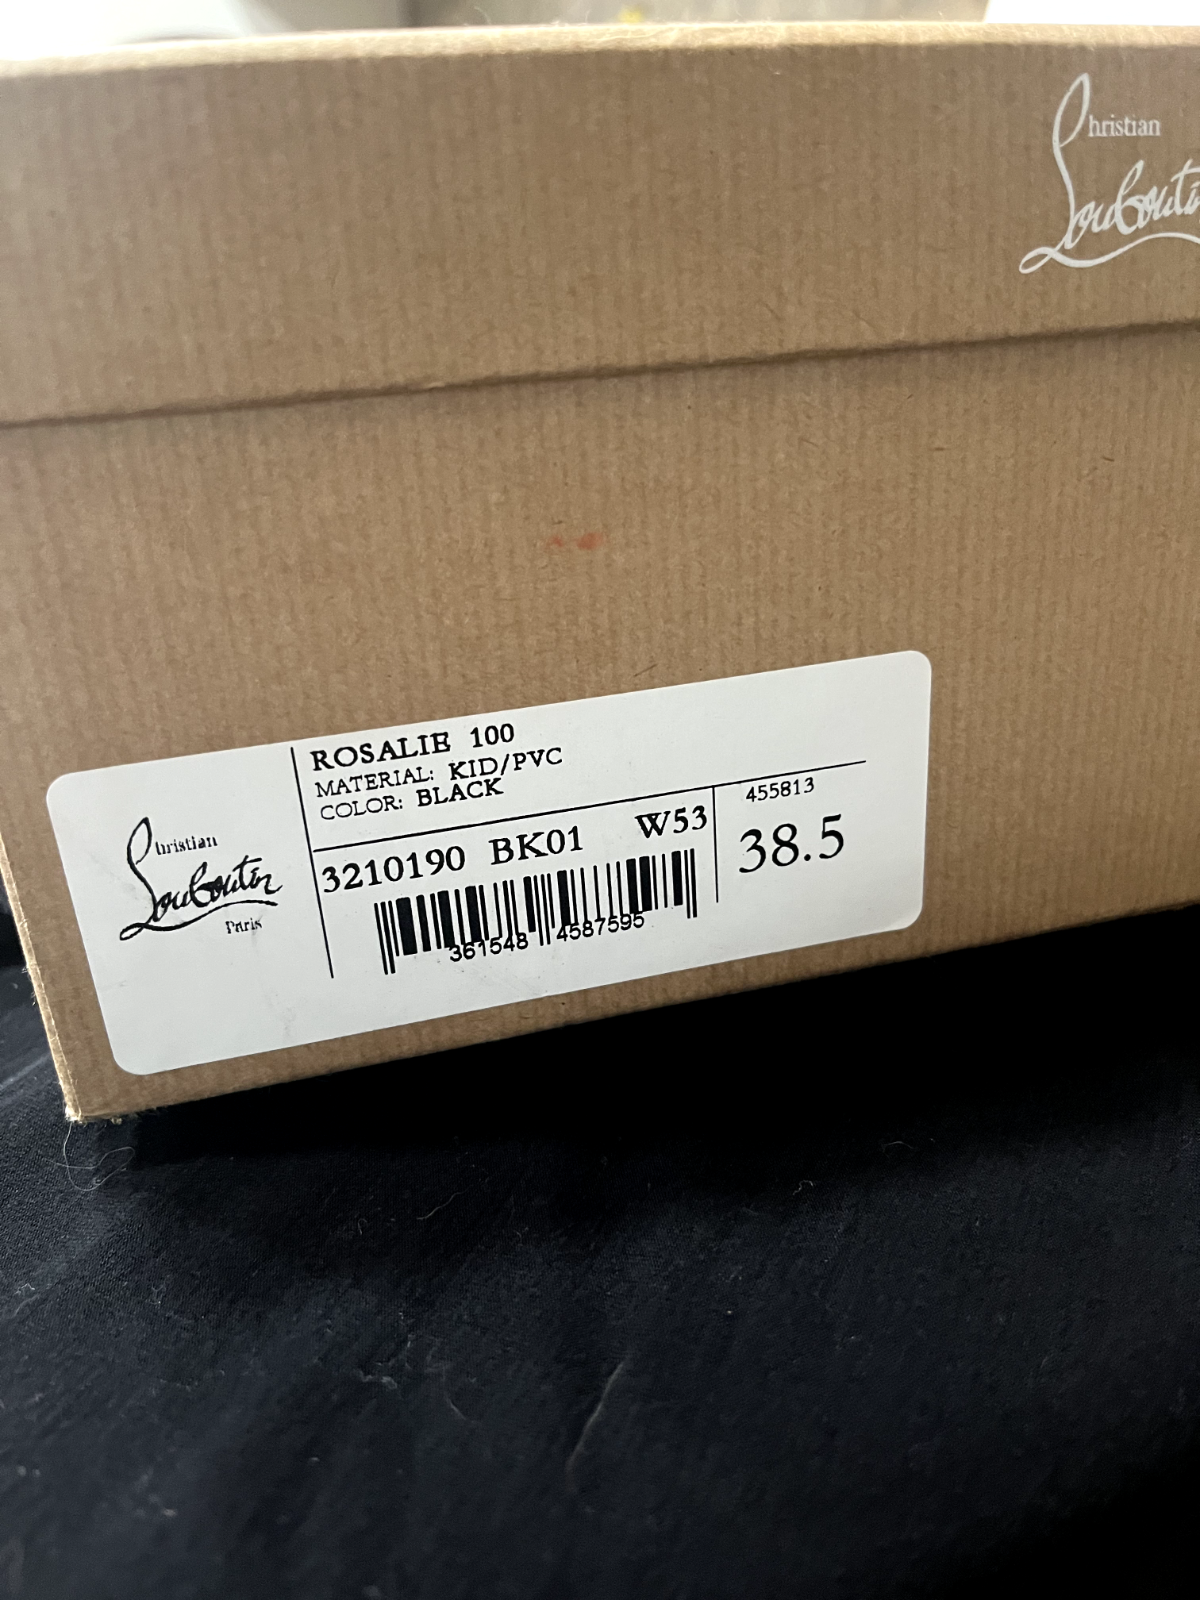 Christian
Louboutin
ROSALIE 100
MATERIAL: KID/PVC
COLOR: BLACK
Christian
Louboutin
Paris
3210190 BK01 W53
361548 4587595
455813
38.5